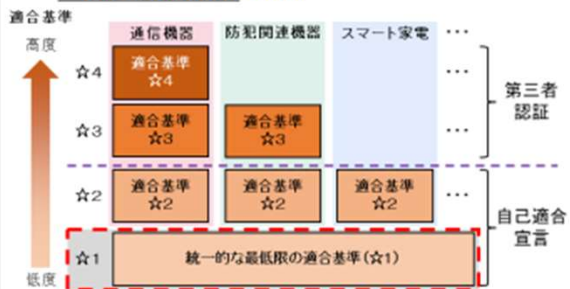 適合基準
高度
通信機器
防犯関連機器
スマート家電
…
☆4
適合基準
☆4
…
第三者
認証
☆3
適合基準
☆3
適合基準
☆3
…
☆2
適合基準
☆2
適合基準
☆2
適合基準
☆2
…
自己適合
宣言
☆1
統一的な最低限の適合基準(☆1)
低度